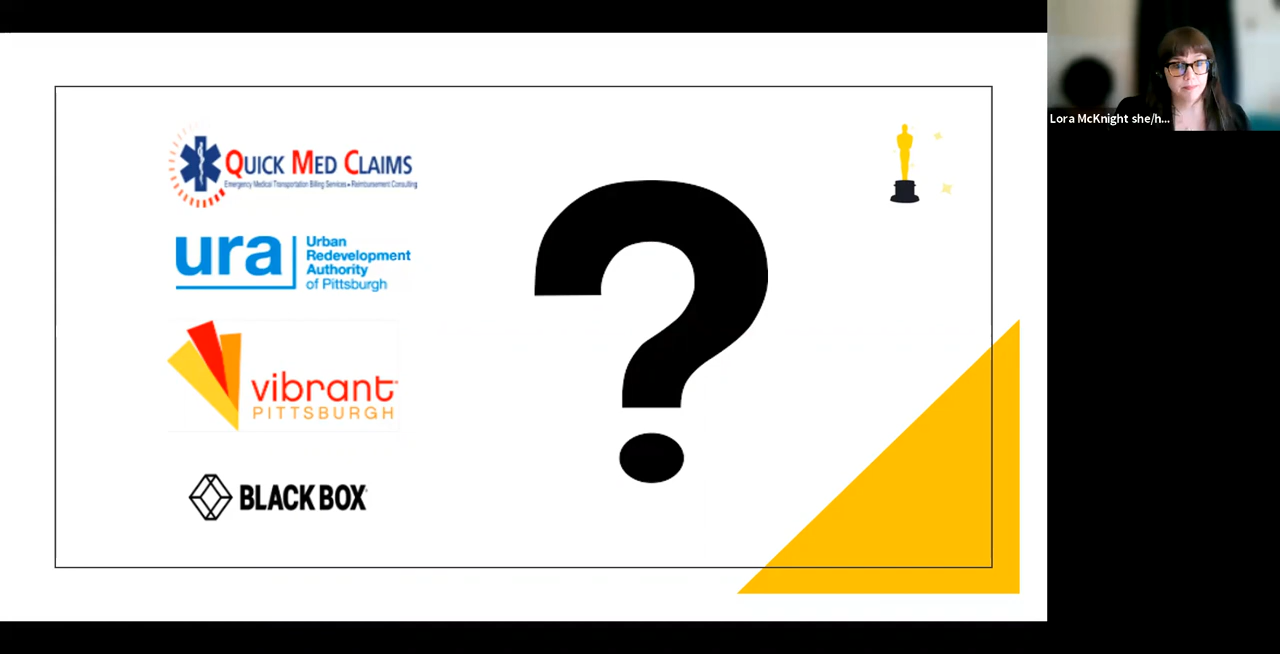 QUICK MED CLAIMS
Emergency Medical Transportation Billing Services • Reimbursement Consulting
ura
Urban
Redevelopment
Authority
of Pittsburgh
vibrant
PITTSBURGH
BLACK BOX
?
Lora McKnight she/h...